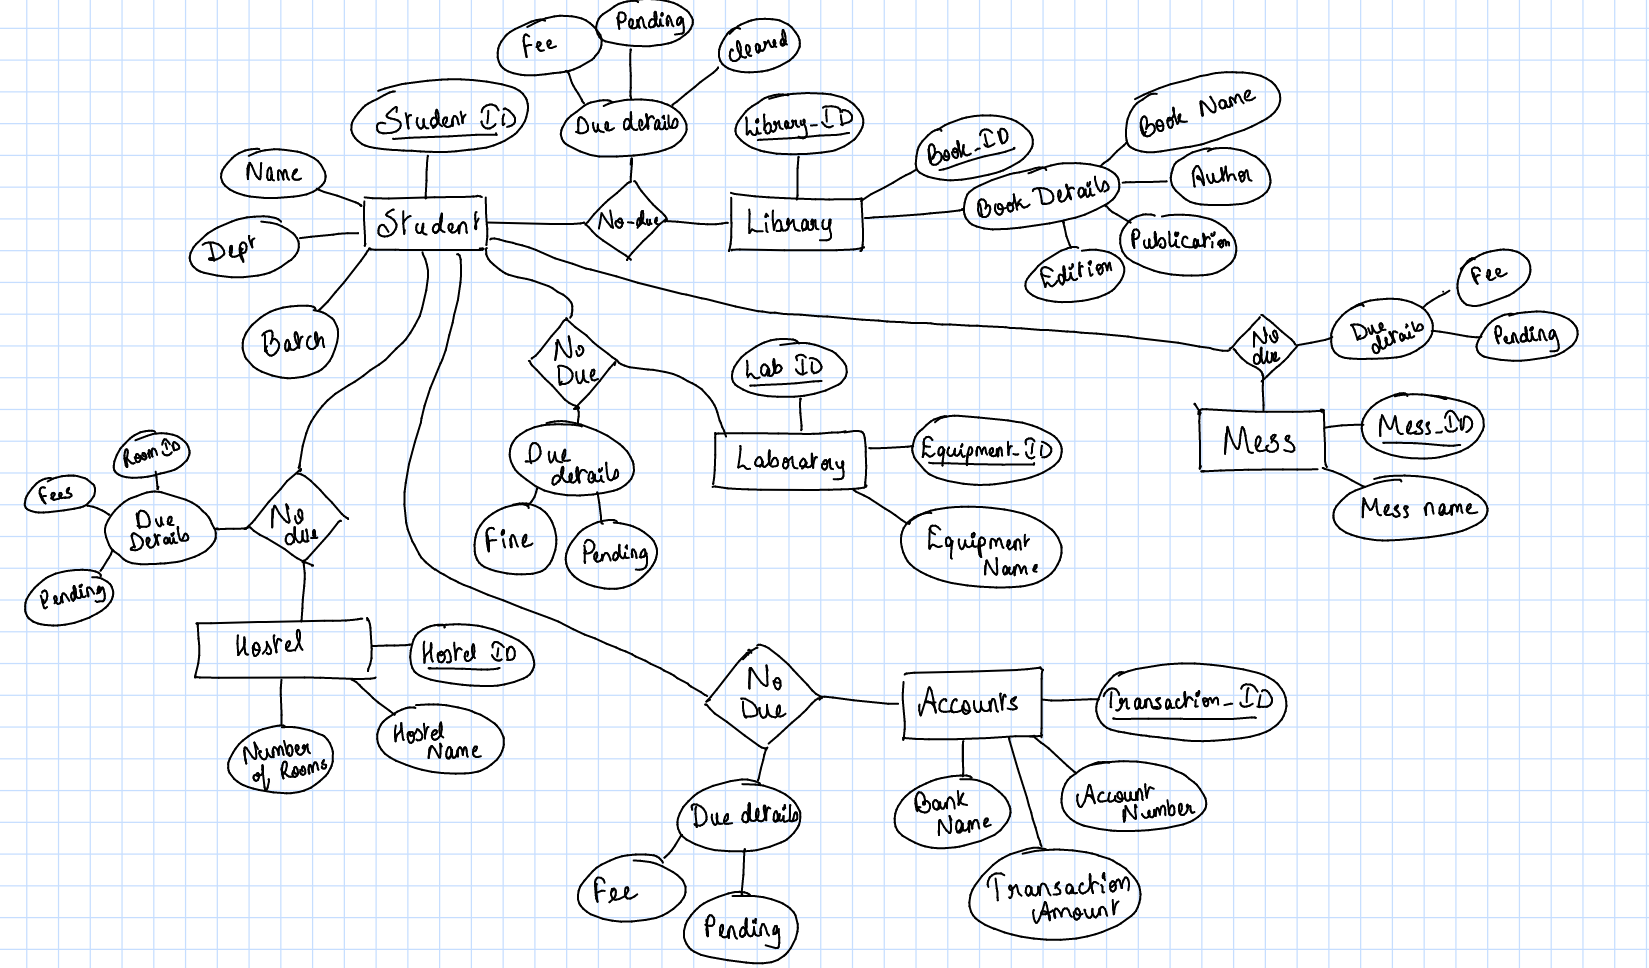 Fee
Pending
Cleared
Student ID
Due details
Library_ID
Book_ID
Book Name
Name
Student
No-due
Library
Book Details
Author
Dept
Publication
Edition
Batch
No
Due
Lab ID
No
due
Due
details
Fee
Pending
Room ID
Fees
Due
Details
Pending
No
due
Due
details
Fine
Pending
Laboratory
Equipment_ID
Equipment
Name
Mess
Mess_ID
Mess name
Hostel
Hostel ID
Number
of Rooms
Hostel
Name
No
Due
Accounts
Transaction_ID
Bank
Name
Account
Number
Transaction
Amount
Due details
Fee
Pending